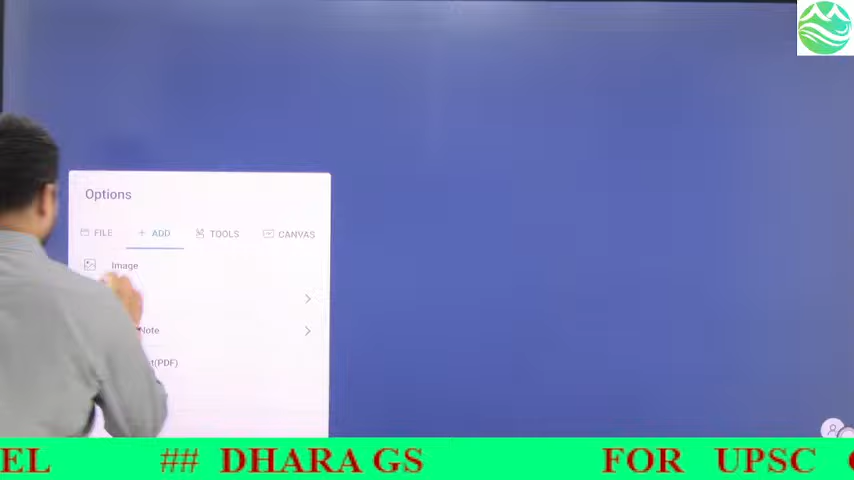 Options
FILE + ADD TOOLS CANVAS
Image
Note
(PDF)
EL ## DHARA GS FOR UPSC